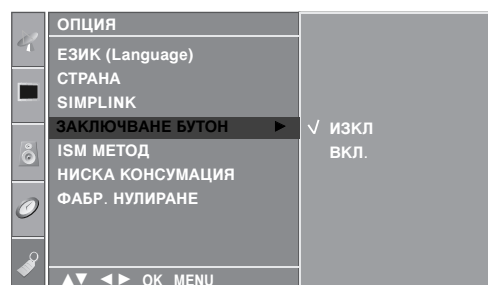 ОПЦИЯ
ЕЗИК (Language)
СТРАНА
SIMPLINK
ЗАКЛЮЧВАНЕ БУТОН ► √ ИЗКЛ
ISM МЕТОД ВКЛ.
НИСКА КОНСУМАЦИЯ
ФАБР. НУЛИРАНЕ
▲▼ ◄► OK MENU